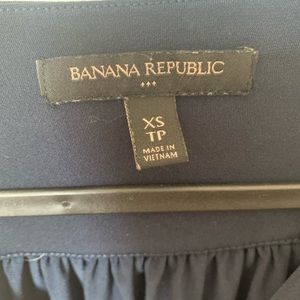 BANANA REPUBLIC
XS
TP
MADE IN
VIETNAM